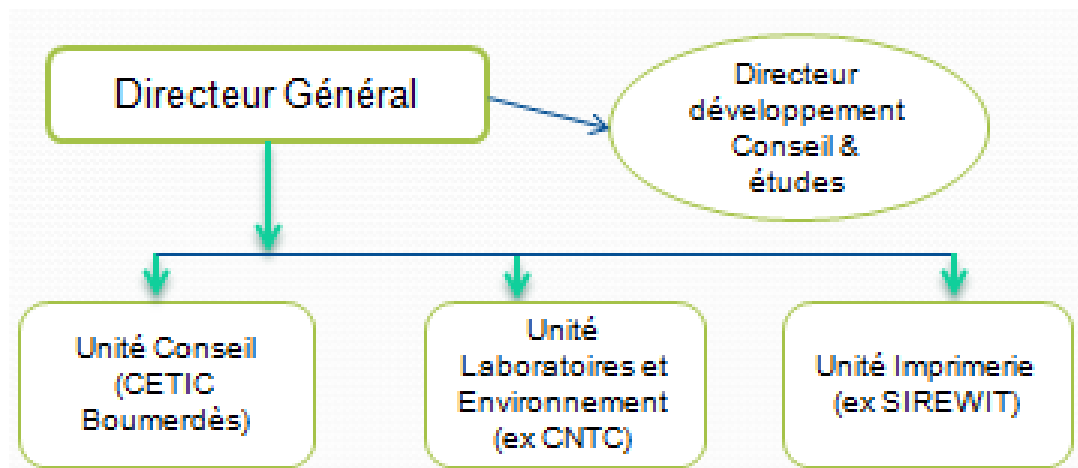 Directeur Général
Directeur
développement
Conseil &
études
Unité Conseil
(CETIC
Boumerdès)
Unité
Laboratoires et
Environnement
(ex CNTC)
Unité Imprimerie
(ex SIREWIT)